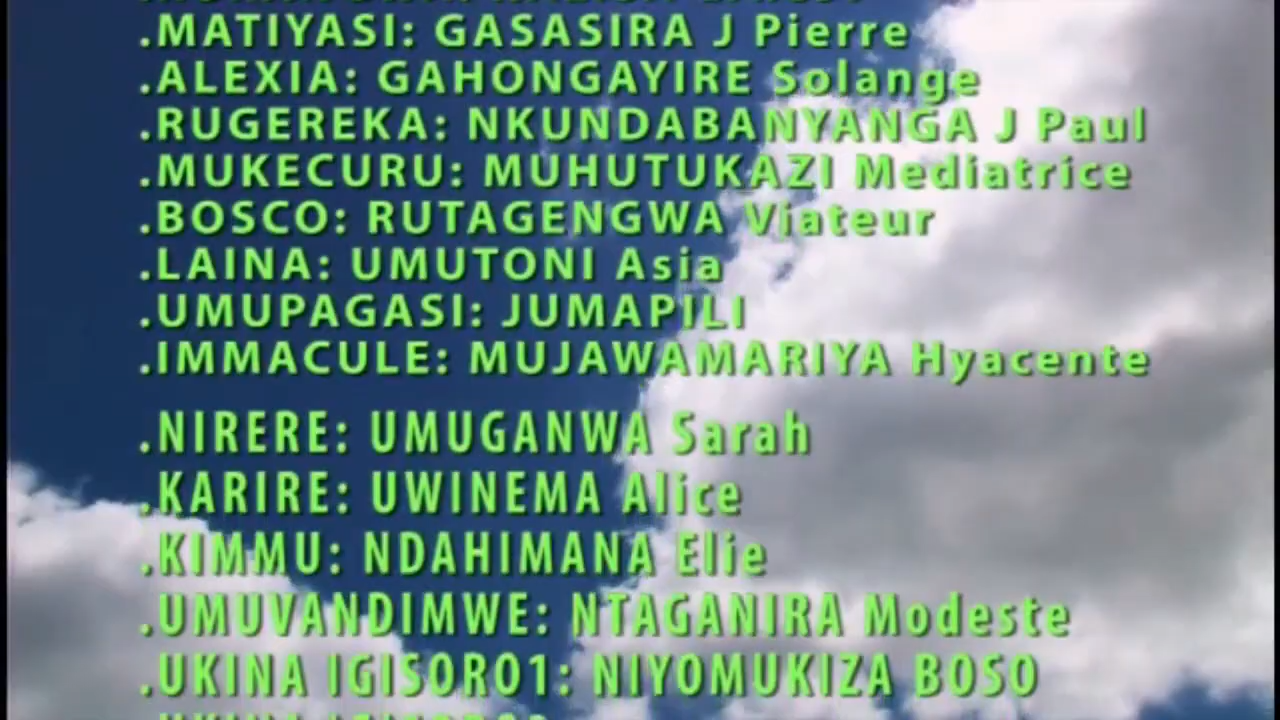 .MATIYASI: GASASIRA J Pierre
.ALEXIA: GAHONGAYIRE Solange
.RUGEREKA: NKUNDABANYANGA J Paul
.MUKECURU: MUHUTUKAZI Mediatrice
.BOSCO: RUTAGENGWA Viateur
.LAINA: UMUTONI Asia
.UMUPAGASI: JUMAPILI
.IMMACULE: MUJAWAMARIYA Hyacente
.NIRERE: UMUGANWA Sarah
.KARIRE: UWINEMA Alice
.KIMMU: NDAHIMANA Elie
.UMUVANDIMWE: NTAGANIRA Modeste
.UKINA IGISORO1: NIYOMUKIZA BOSO